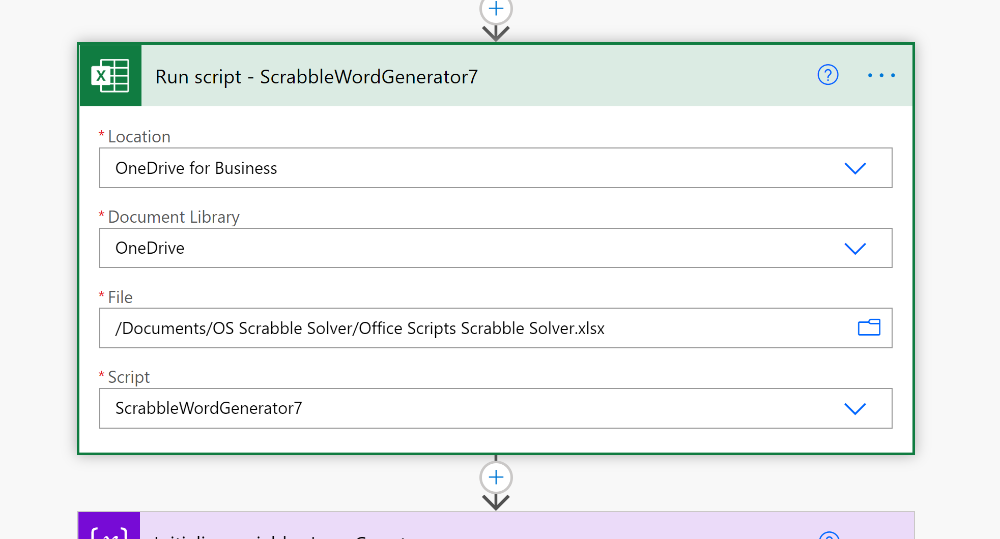 Run script - ScrabbleWordGenerator7
* Location
OneDrive for Business
* Document Library
OneDrive
* File
/Documents/OS Scrabble Solver/Office Scripts Scrabble Solver.xlsx
* Script
ScrabbleWordGenerator7